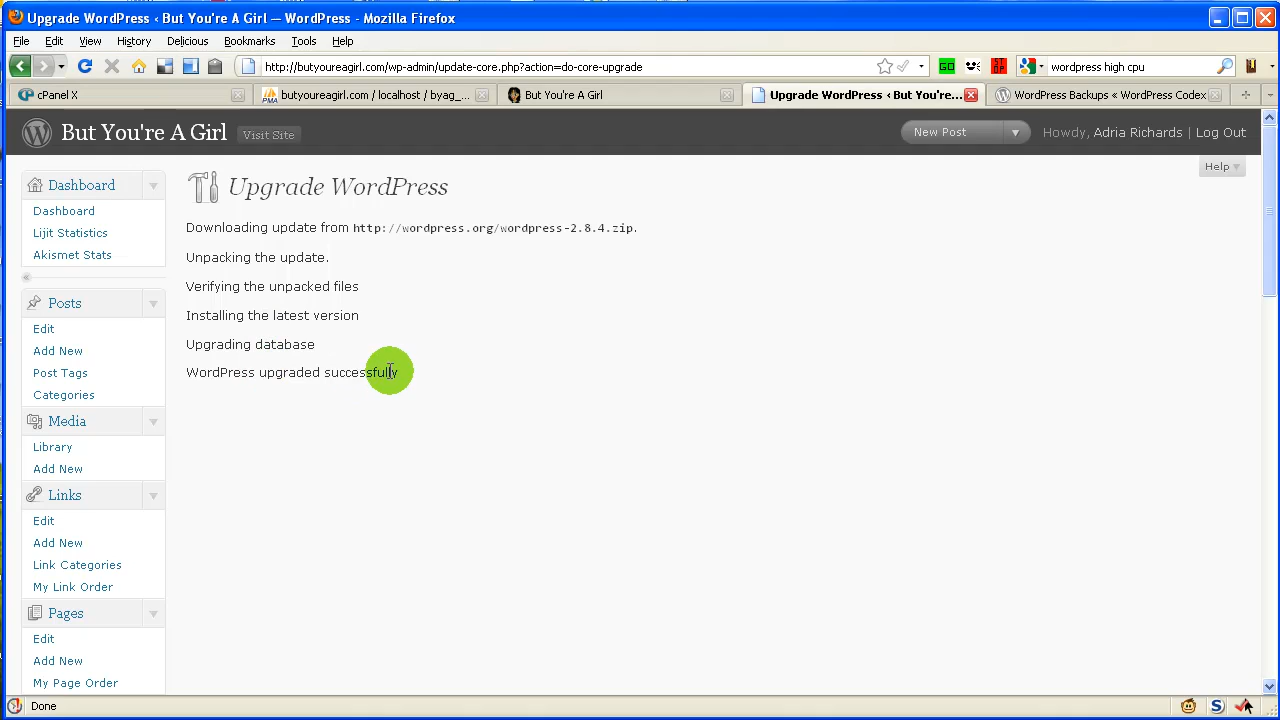 Upgrade WordPress ‹ But You're A Girl — WordPress - Mozilla Firefox
File Edit View History Delicious Bookmarks Tools Help
http://butyoureagirl.com/wp-admin/update-core.php?action=do-core-upgrade
GO
STOP
wordpress high cpu
cPanel X
butyoureagirl.com / localhost / byag_...
But You're A Girl
Upgrade WordPress ‹ But You're...
WordPress Backups « WordPress Codex
But You're A Girl
Visit Site
New Post
Howdy, Adria Richards | Log Out
Help
Dashboard
Dashboard
Lijit Statistics
Akismet Stats
Posts
Edit
Add New
Post Tags
Categories
Media
Library
Add New
Links
Edit
Add New
Link Categories
My Link Order
Pages
Edit
Add New
My Page Order
Upgrade WordPress
Downloading update from http://wordpress.org/wordpress-2.8.4.zip.
Unpacking the update.
Verifying the unpacked files
Installing the latest version
Upgrading database
WordPress upgraded successfully
Done